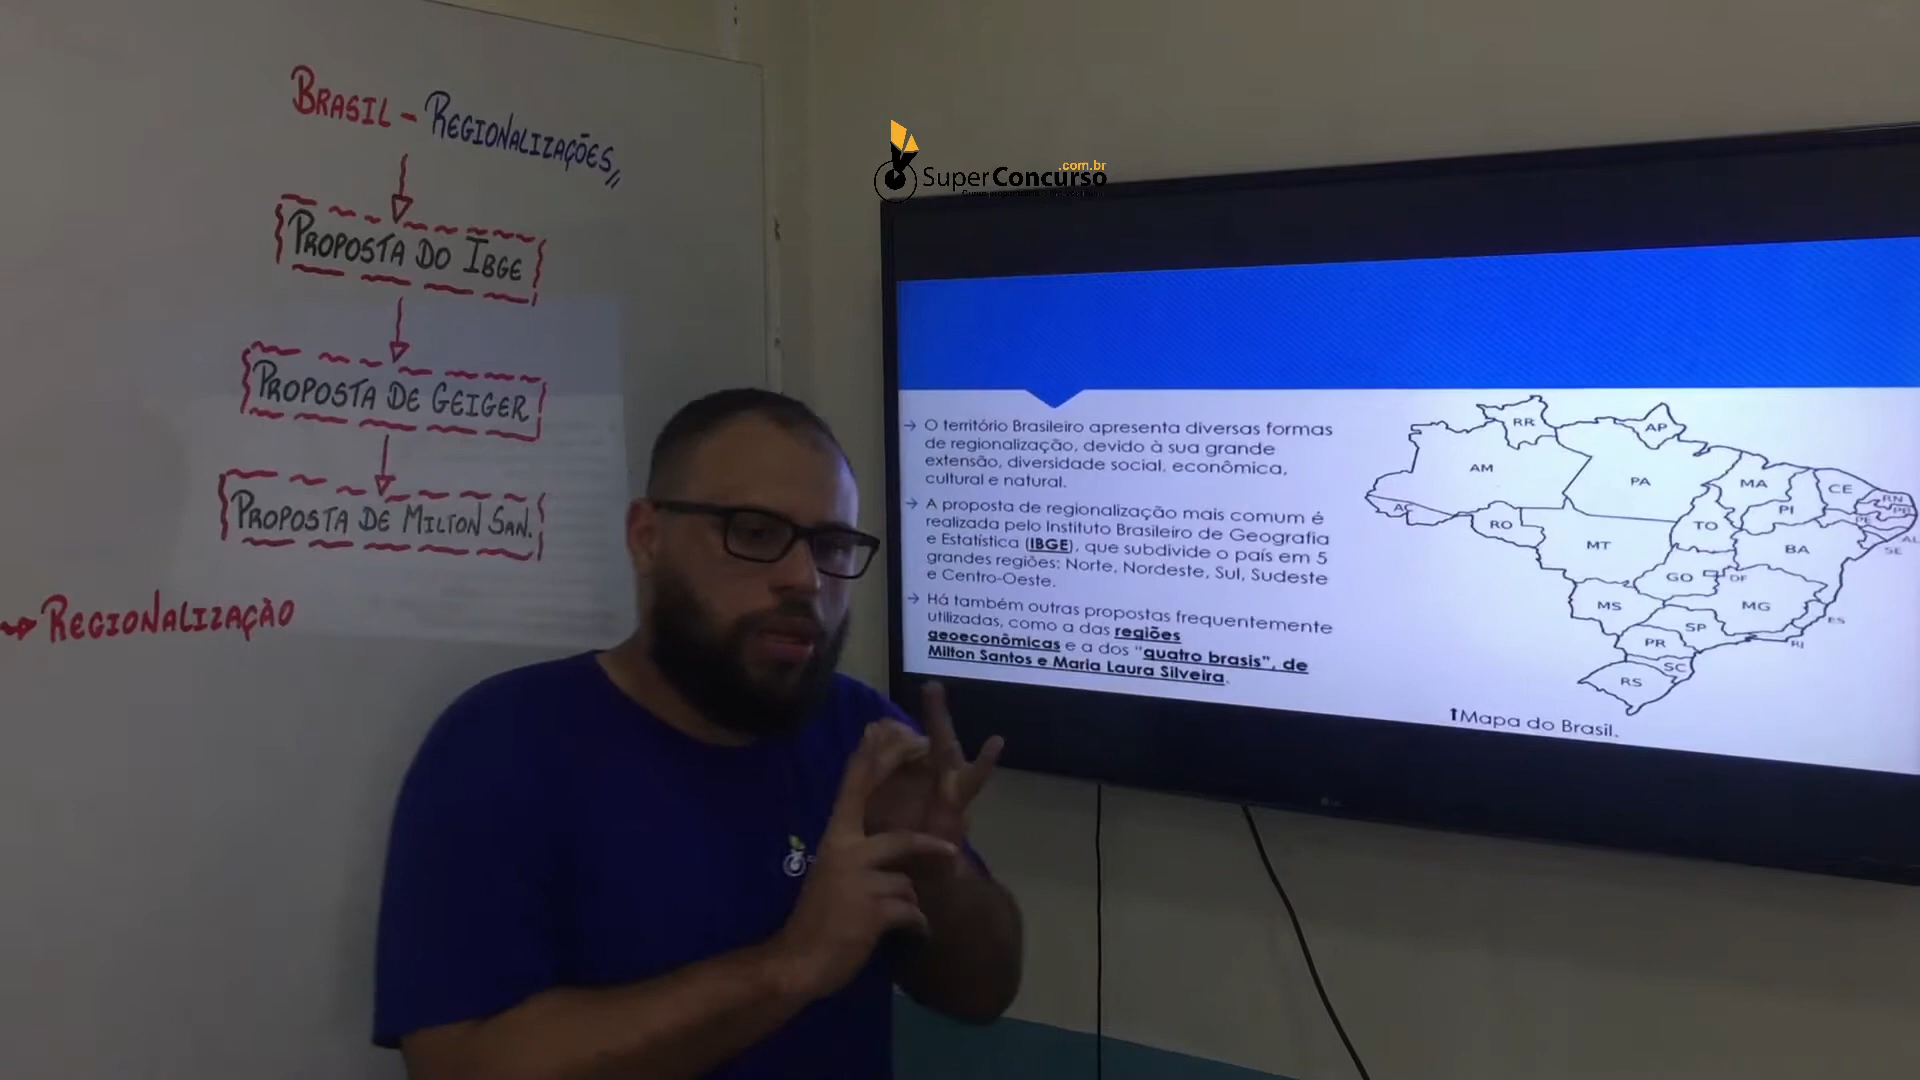 BRASIL - REGIONALIZAÇÕES,,
PROPOSTA DO IBGE
PROPOSTA DE GEIGER
PROPOSTA DE MILTON SAN.
REGIONALIZAÇÃO
.com.br
SuperConcurso
→ O território Brasileiro apresenta diversas formas
de regionalização, devido à sua grande
extensão, diversidade social, econômica,
cultural e natural.
→ A proposta de regionalização mais comum é
realizada pelo Instituto Brasileiro de Geografia
e Estatística (IBGE), que subdivide o país em 5
grandes regiões: Norte, Nordeste, Sul, Sudeste
e Centro-Oeste.
→ Há também outras propostas frequentemente
utilizadas, como a das regiões
geoeconômicas e a dos "quatro brasis", de
Milton Santos e Maria Laura Silveira.
RR
AP
AM
PA
MA
CE
RN
PB
PI
PE
AC
AL
RO
TO
SE
MT
BA
GO
DF
MS
MG
ES
SP
RJ
PR
SC
RS
↑Mapa do Brasil.
LG